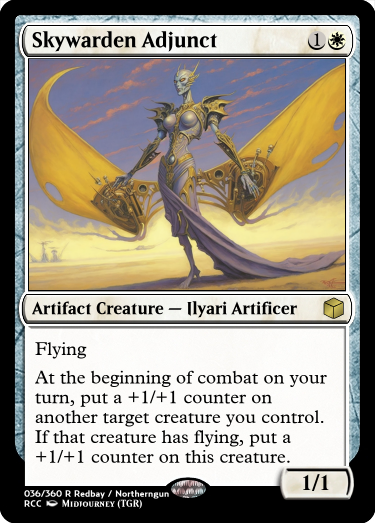 Skywarden Adjunct
1
Artifact Creature — Ilyari Artificer
Flying
At the beginning of combat on your
turn, put a +1/+1 counter on
another target creature you control.
If that creature has flying, put a
+1/+1 counter on this creature.
1/1
036/360 R Redbay / Northerngun
RCC Midjourney (TGR)